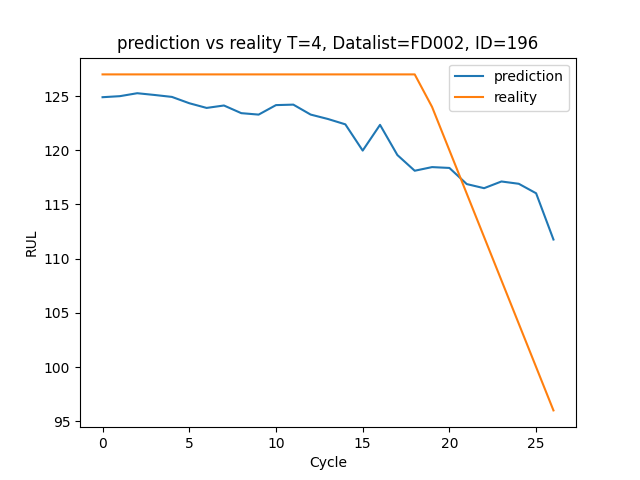 prediction vs reality T=4, Datalist=FD002, ID=196
prediction
reality
RUL
125
120
115
110
105
100
95
0 5 10 15 20 25
Cycle